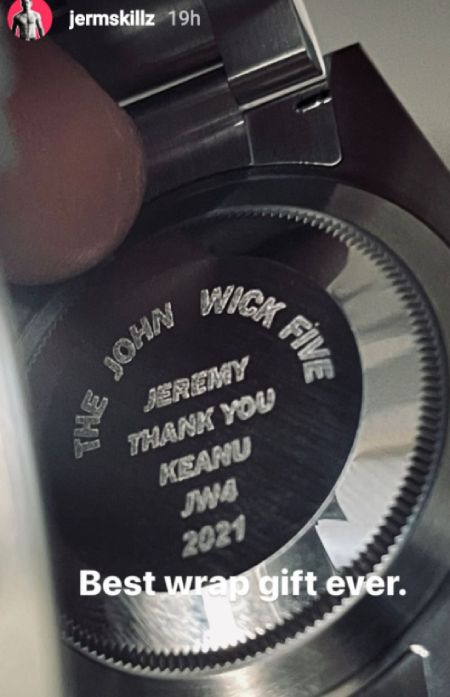 jermskillz 19h
THE JOHN WICK FIVE
JEREMY
THANK YOU
KEANU
JW4
2021
Best wrap gift ever.